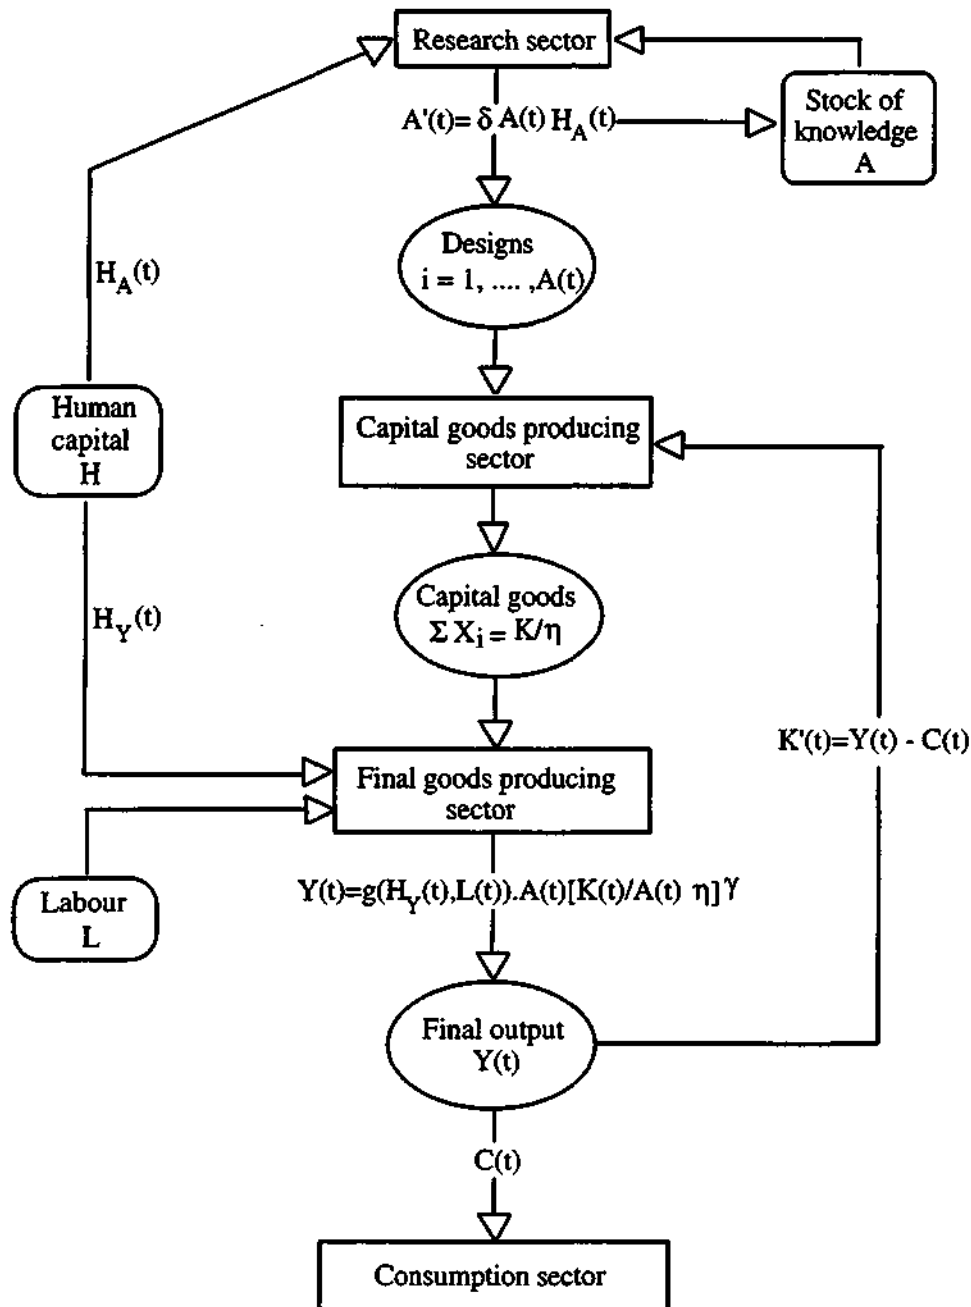 Research sector
A'(t)= δ A(t) H_A(t)
Stock of
knowledge
A
Designs
i = 1, .... ,A(t)
H_A(t)
Human
capital
H
Capital goods producing
sector
Capital goods
Σ X_i = K/η
H_Y(t)
K'(t)=Y(t) - C(t)
Final goods producing
sector
Labour
L
Y(t)=g(H_Y(t),L(t)).A(t)[K(t)/A(t) η]^γ
Final output
Y(t)
C(t)
Consumption sector